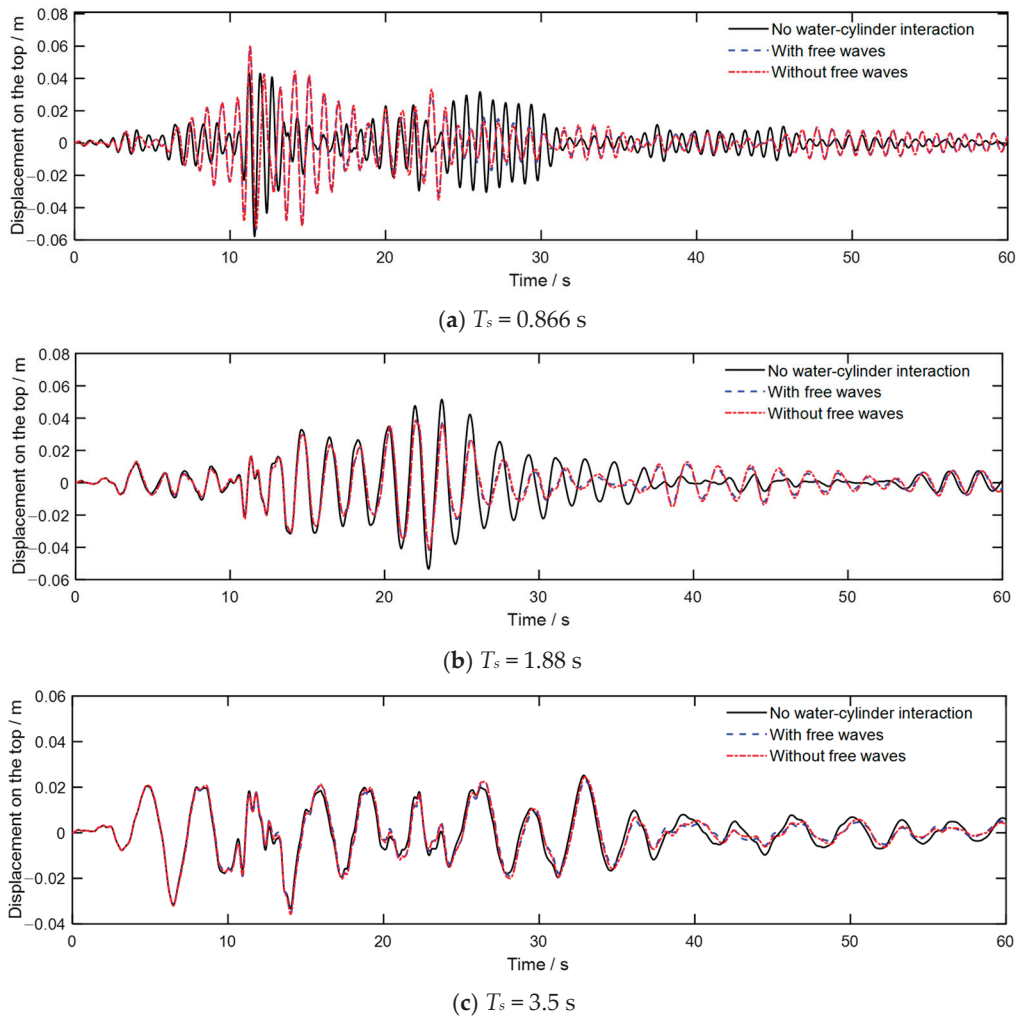 Displacement on the top / m
0.08
0.06
0.04
0.02
0
−0.02
−0.04
−0.06
0
10
20
30
40
50
60
Time / s
No water-cylinder interaction
With free waves
Without free waves
(a) Ts = 0.866 s
Displacement on the top / m
0.08
0.06
0.04
0.02
0
−0.02
−0.04
−0.06
0
10
20
30
40
50
60
Time / s
No water-cylinder interaction
With free waves
Without free waves
(b) Ts = 1.88 s
Displacement on the top / m
0.06
0.04
0.02
0
−0.02
−0.04
0
10
20
30
40
50
60
Time / s
No water-cylinder interaction
With free waves
Without free waves
(c) Ts = 3.5 s